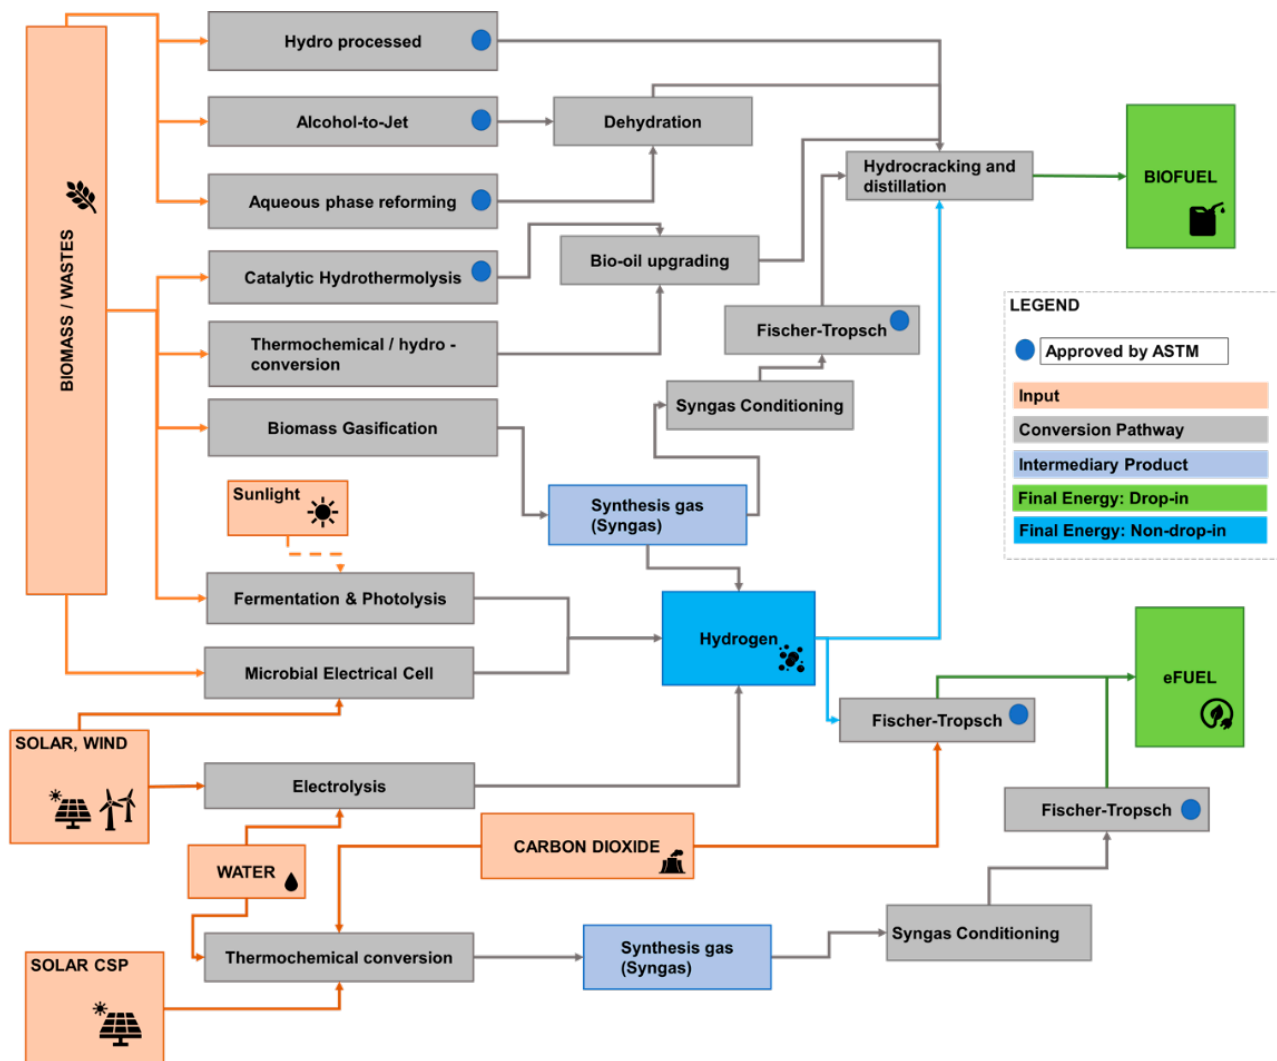 Hydro processed
Alcohol-to-Jet
Dehydration
Aqueous phase reforming
Hydrocracking and
distillation
BIOFUEL
BIOMASS / WASTES
Catalytic Hydrothermolysis
Bio-oil upgrading
Thermochemical / hydro -
conversion
Fischer-Tropsch
Syngas Conditioning
Biomass Gasification
LEGEND
Approved by ASTM
Input
Conversion Pathway
Intermediary Product
Final Energy: Drop-in
Final Energy: Non-drop-in
Sunlight
Synthesis gas
(Syngas)
Fermentation & Photolysis
Hydrogen
Microbial Electrical Cell
eFUEL
Fischer-Tropsch
SOLAR, WIND
Electrolysis
Fischer-Tropsch
CARBON DIOXIDE
WATER
Syngas Conditioning
Thermochemical conversion
Synthesis gas
(Syngas)
SOLAR CSP